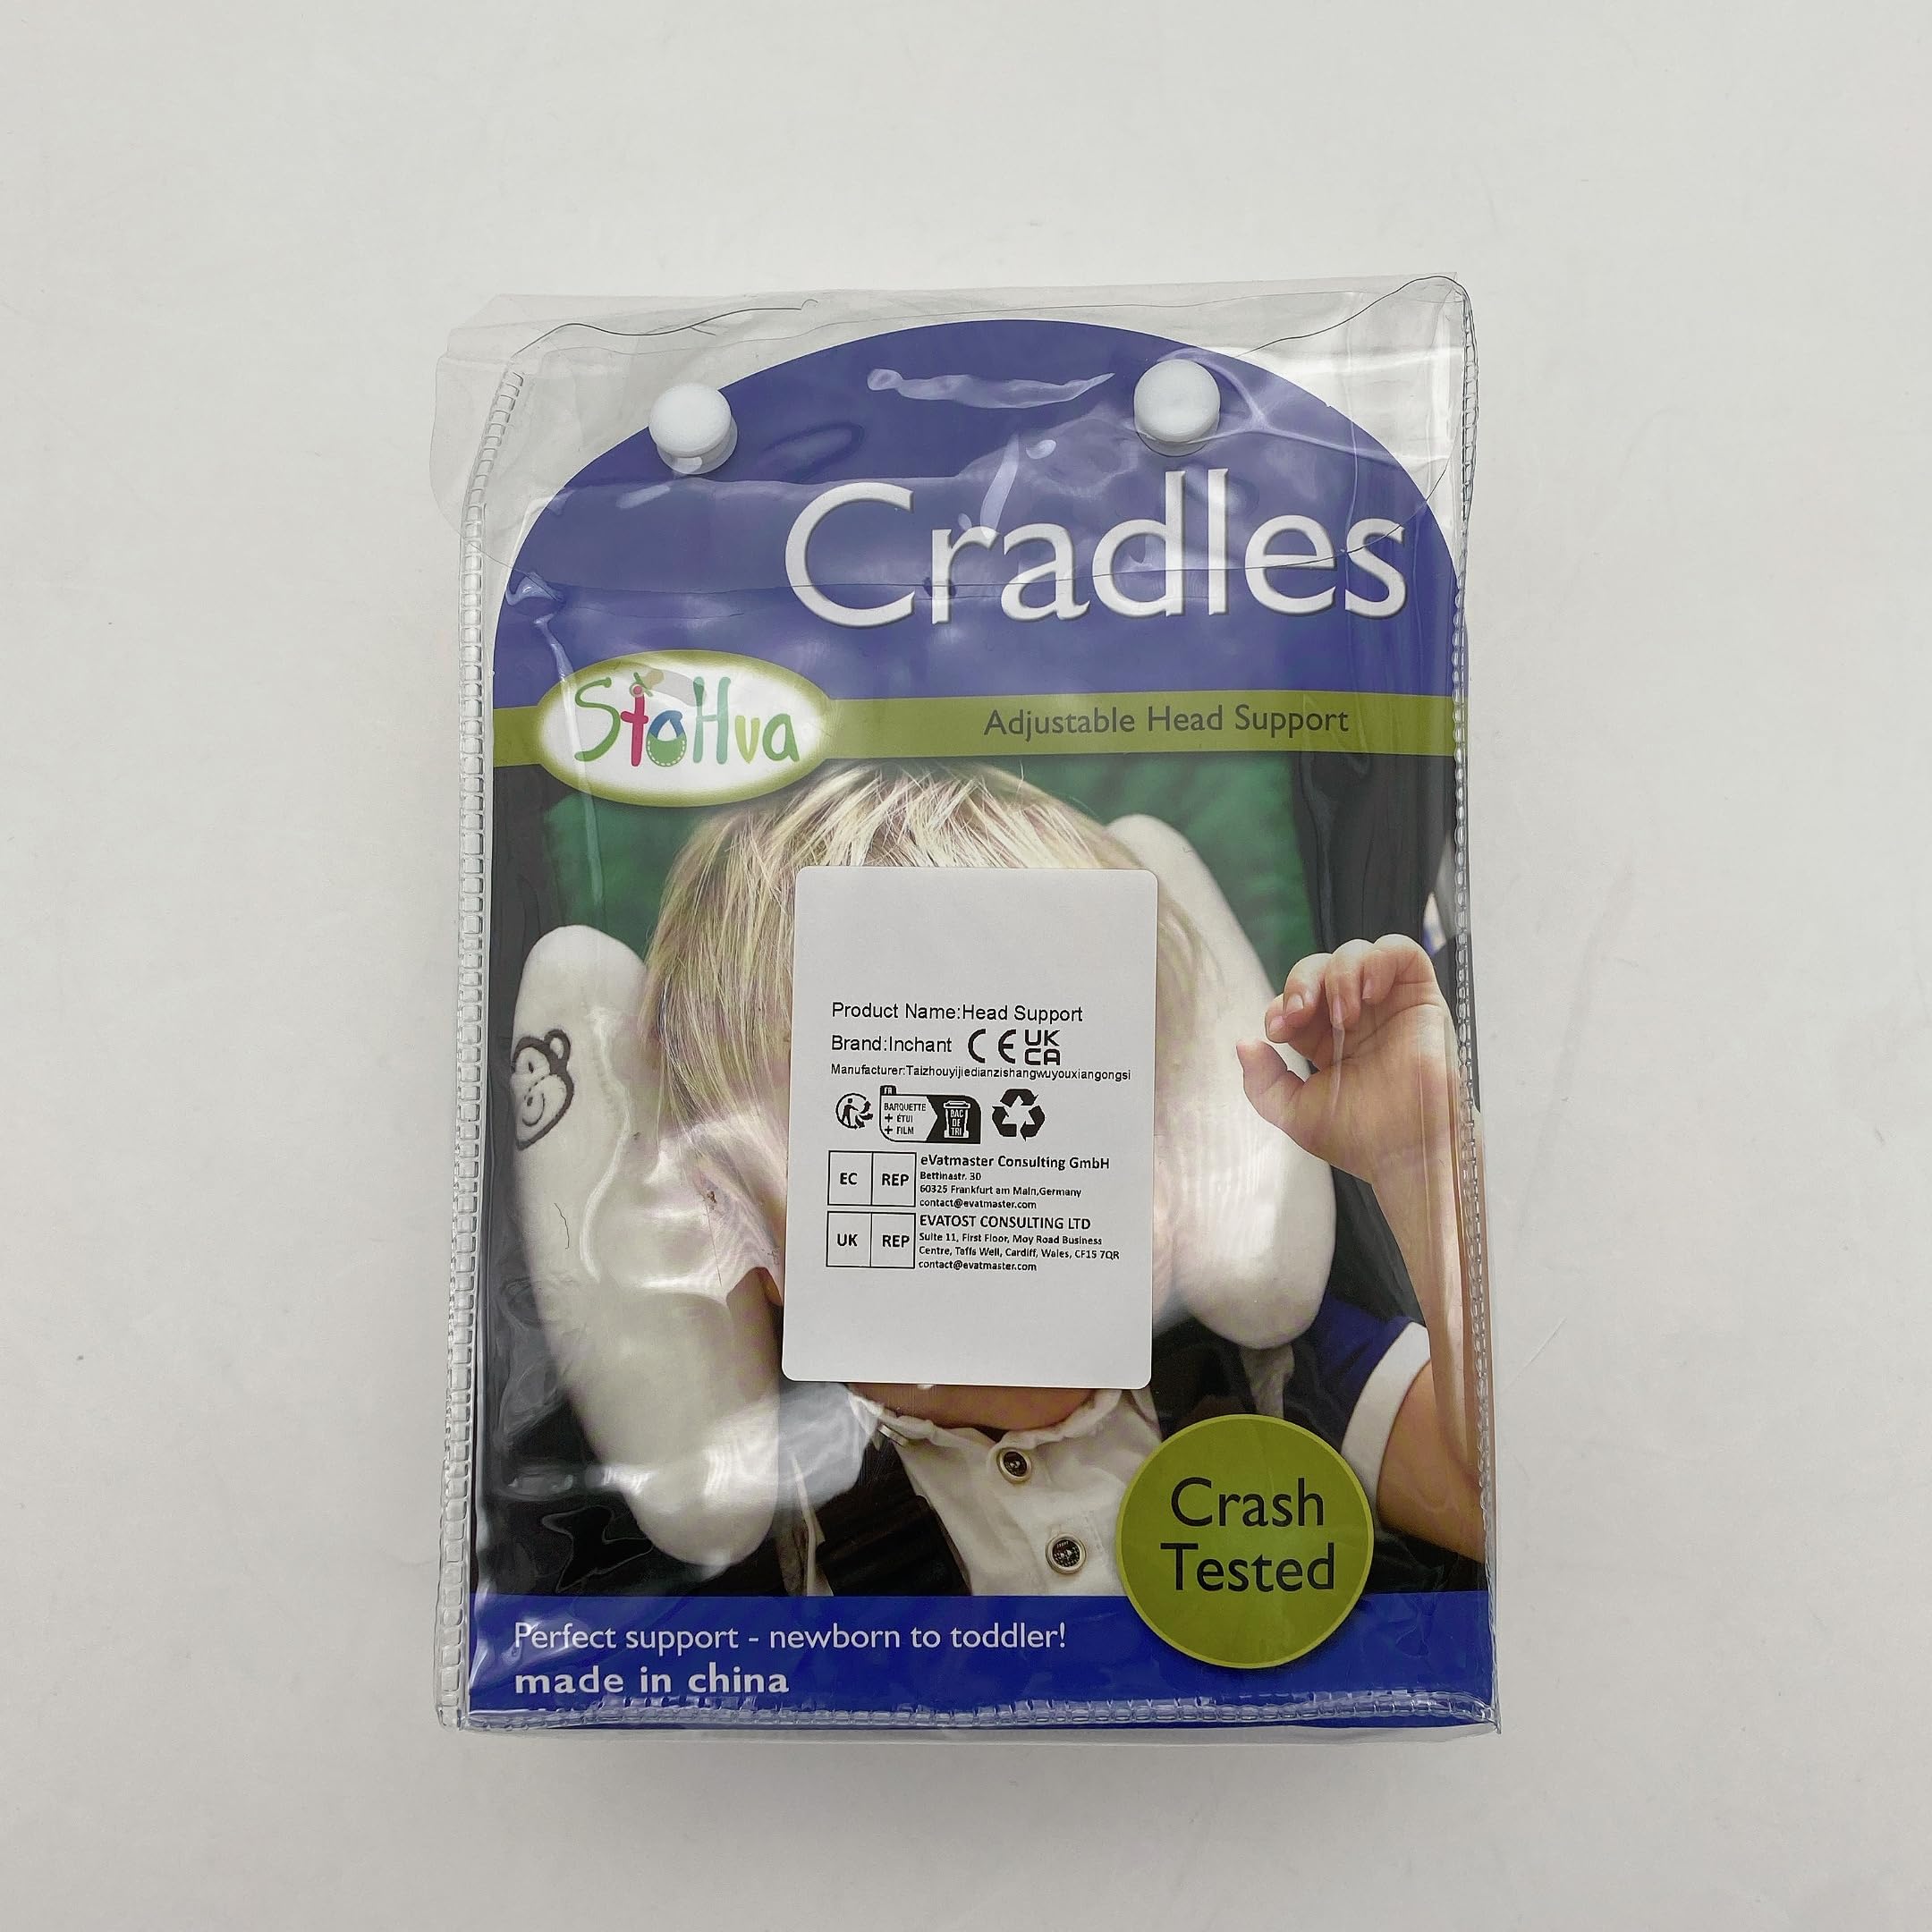 Cradles
StoHua
Adjustable Head Support
Product Name:Head Support
Brand:Inchant CE UK
CA
Manufacturer:Taizhouyijiedianzishangwuyouxiangongsi
FR
BARQUETTE
+ ÉTUI
+ FILM
BAC
DE
TRI
EC REP
eVatmaster Consulting GmbH
Bettinastr. 30
60325 Frankfurt am Main,Germany
contact@evatmaster.com
UK REP
EVATOST CONSULTING LTD
Suite 11, First Floor, Moy Road Business
Centre, Taffs Well, Cardiff, Wales, CF15 7QR
contact@evatmaster.com
Crash
Tested
Perfect support - newborn to toddler!
made in china